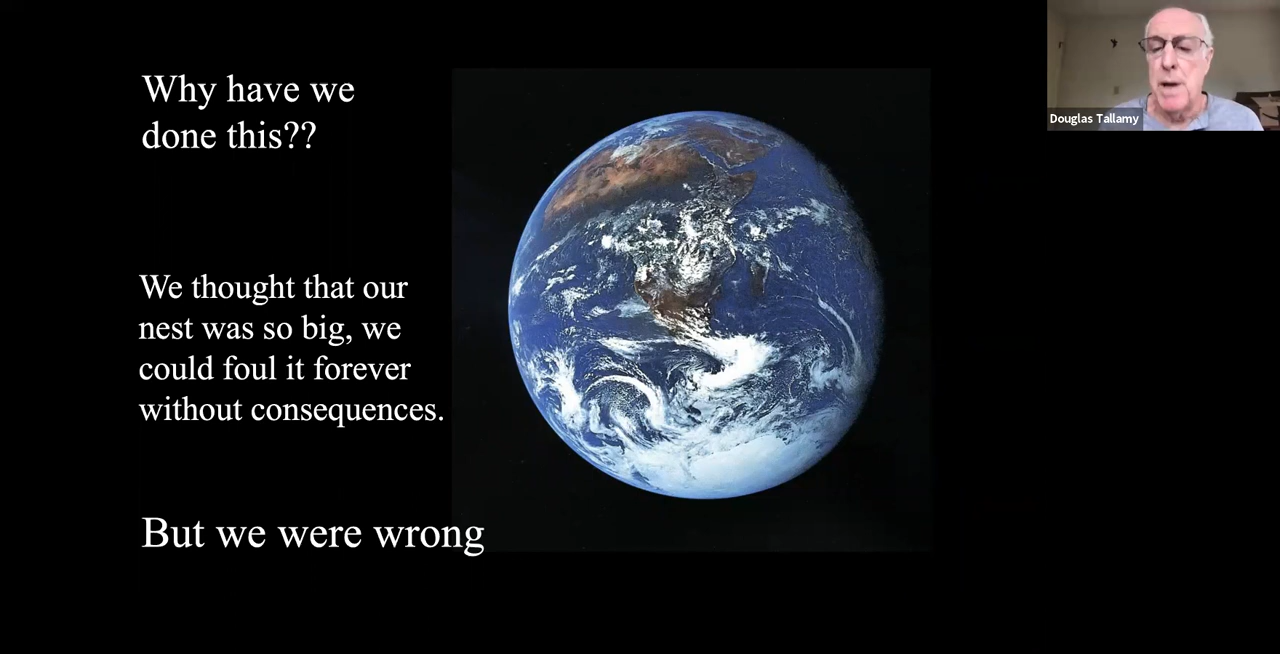 Why have we
done this??
We thought that our
nest was so big, we
could foul it forever
without consequences.
But we were wrong
Douglas Tallamy